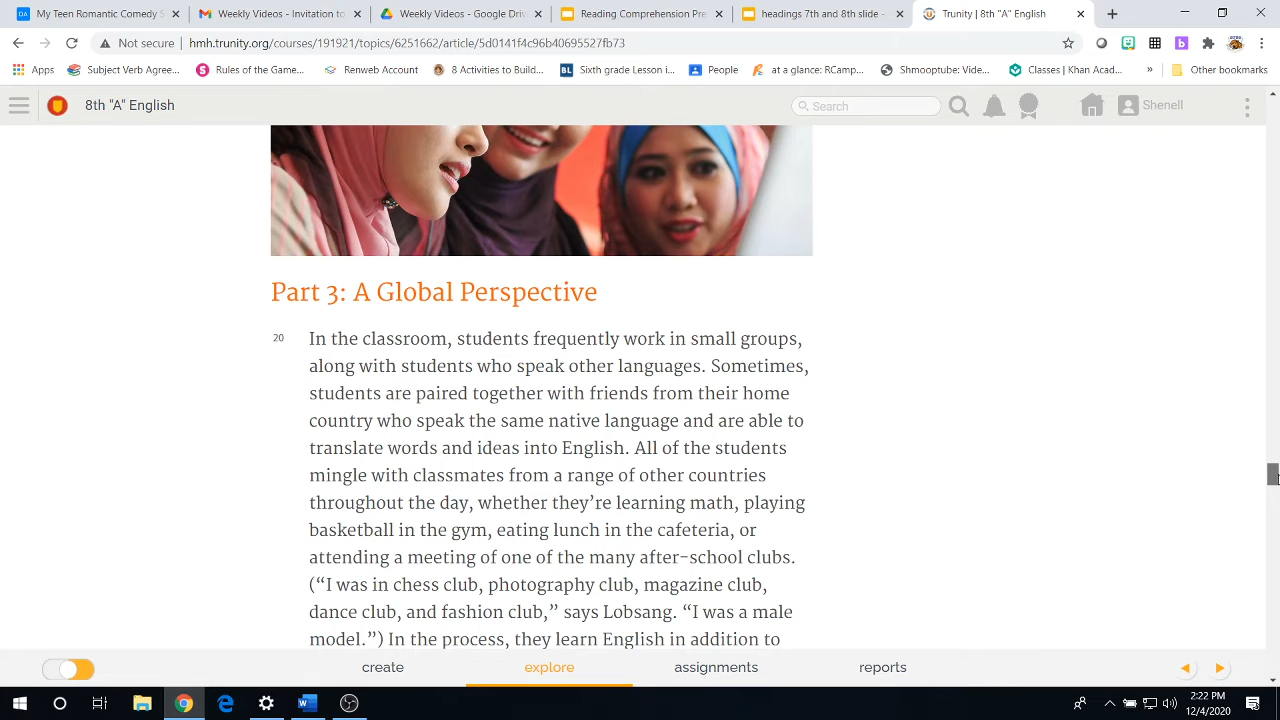 My Teen Romantic Comedy S
Weekly Videos - Invitation to
Weekly Videos - Google Driv
Reading Comprehension Pre
headings 7th and 8th slide -
Trunity | 8th "A" English
Not secure | hmh.trunity.org/courses/191921/topics/6251662/article/5d0141f4c96b40695527fb73
Apps
Subject Verb Agree...
Rules of the Game...
Renweb Account
8 Activities to Build...
Sixth grade Lesson i...
People
at a glance: RCamp...
Shmooptube: Vide...
Classes | Khan Acad...
»
Other bookmarks
8th "A" English
Search
Shenell
Part 3: A Global Perspective
20
In the classroom, students frequently work in small groups,
along with students who speak other languages. Sometimes,
students are paired together with friends from their home
country who speak the same native language and are able to
translate words and ideas into English. All of the students
mingle with classmates from a range of other countries
throughout the day, whether they’re learning math, playing
basketball in the gym, eating lunch in the cafeteria, or
attending a meeting of one of the many after-school clubs.
(“I was in chess club, photography club, magazine club,
dance club, and fashion club,” says Lobsang. “I was a male
model.”) In the process, they learn English in addition to
create
explore
assignments
reports
2:22 PM
12/4/2020